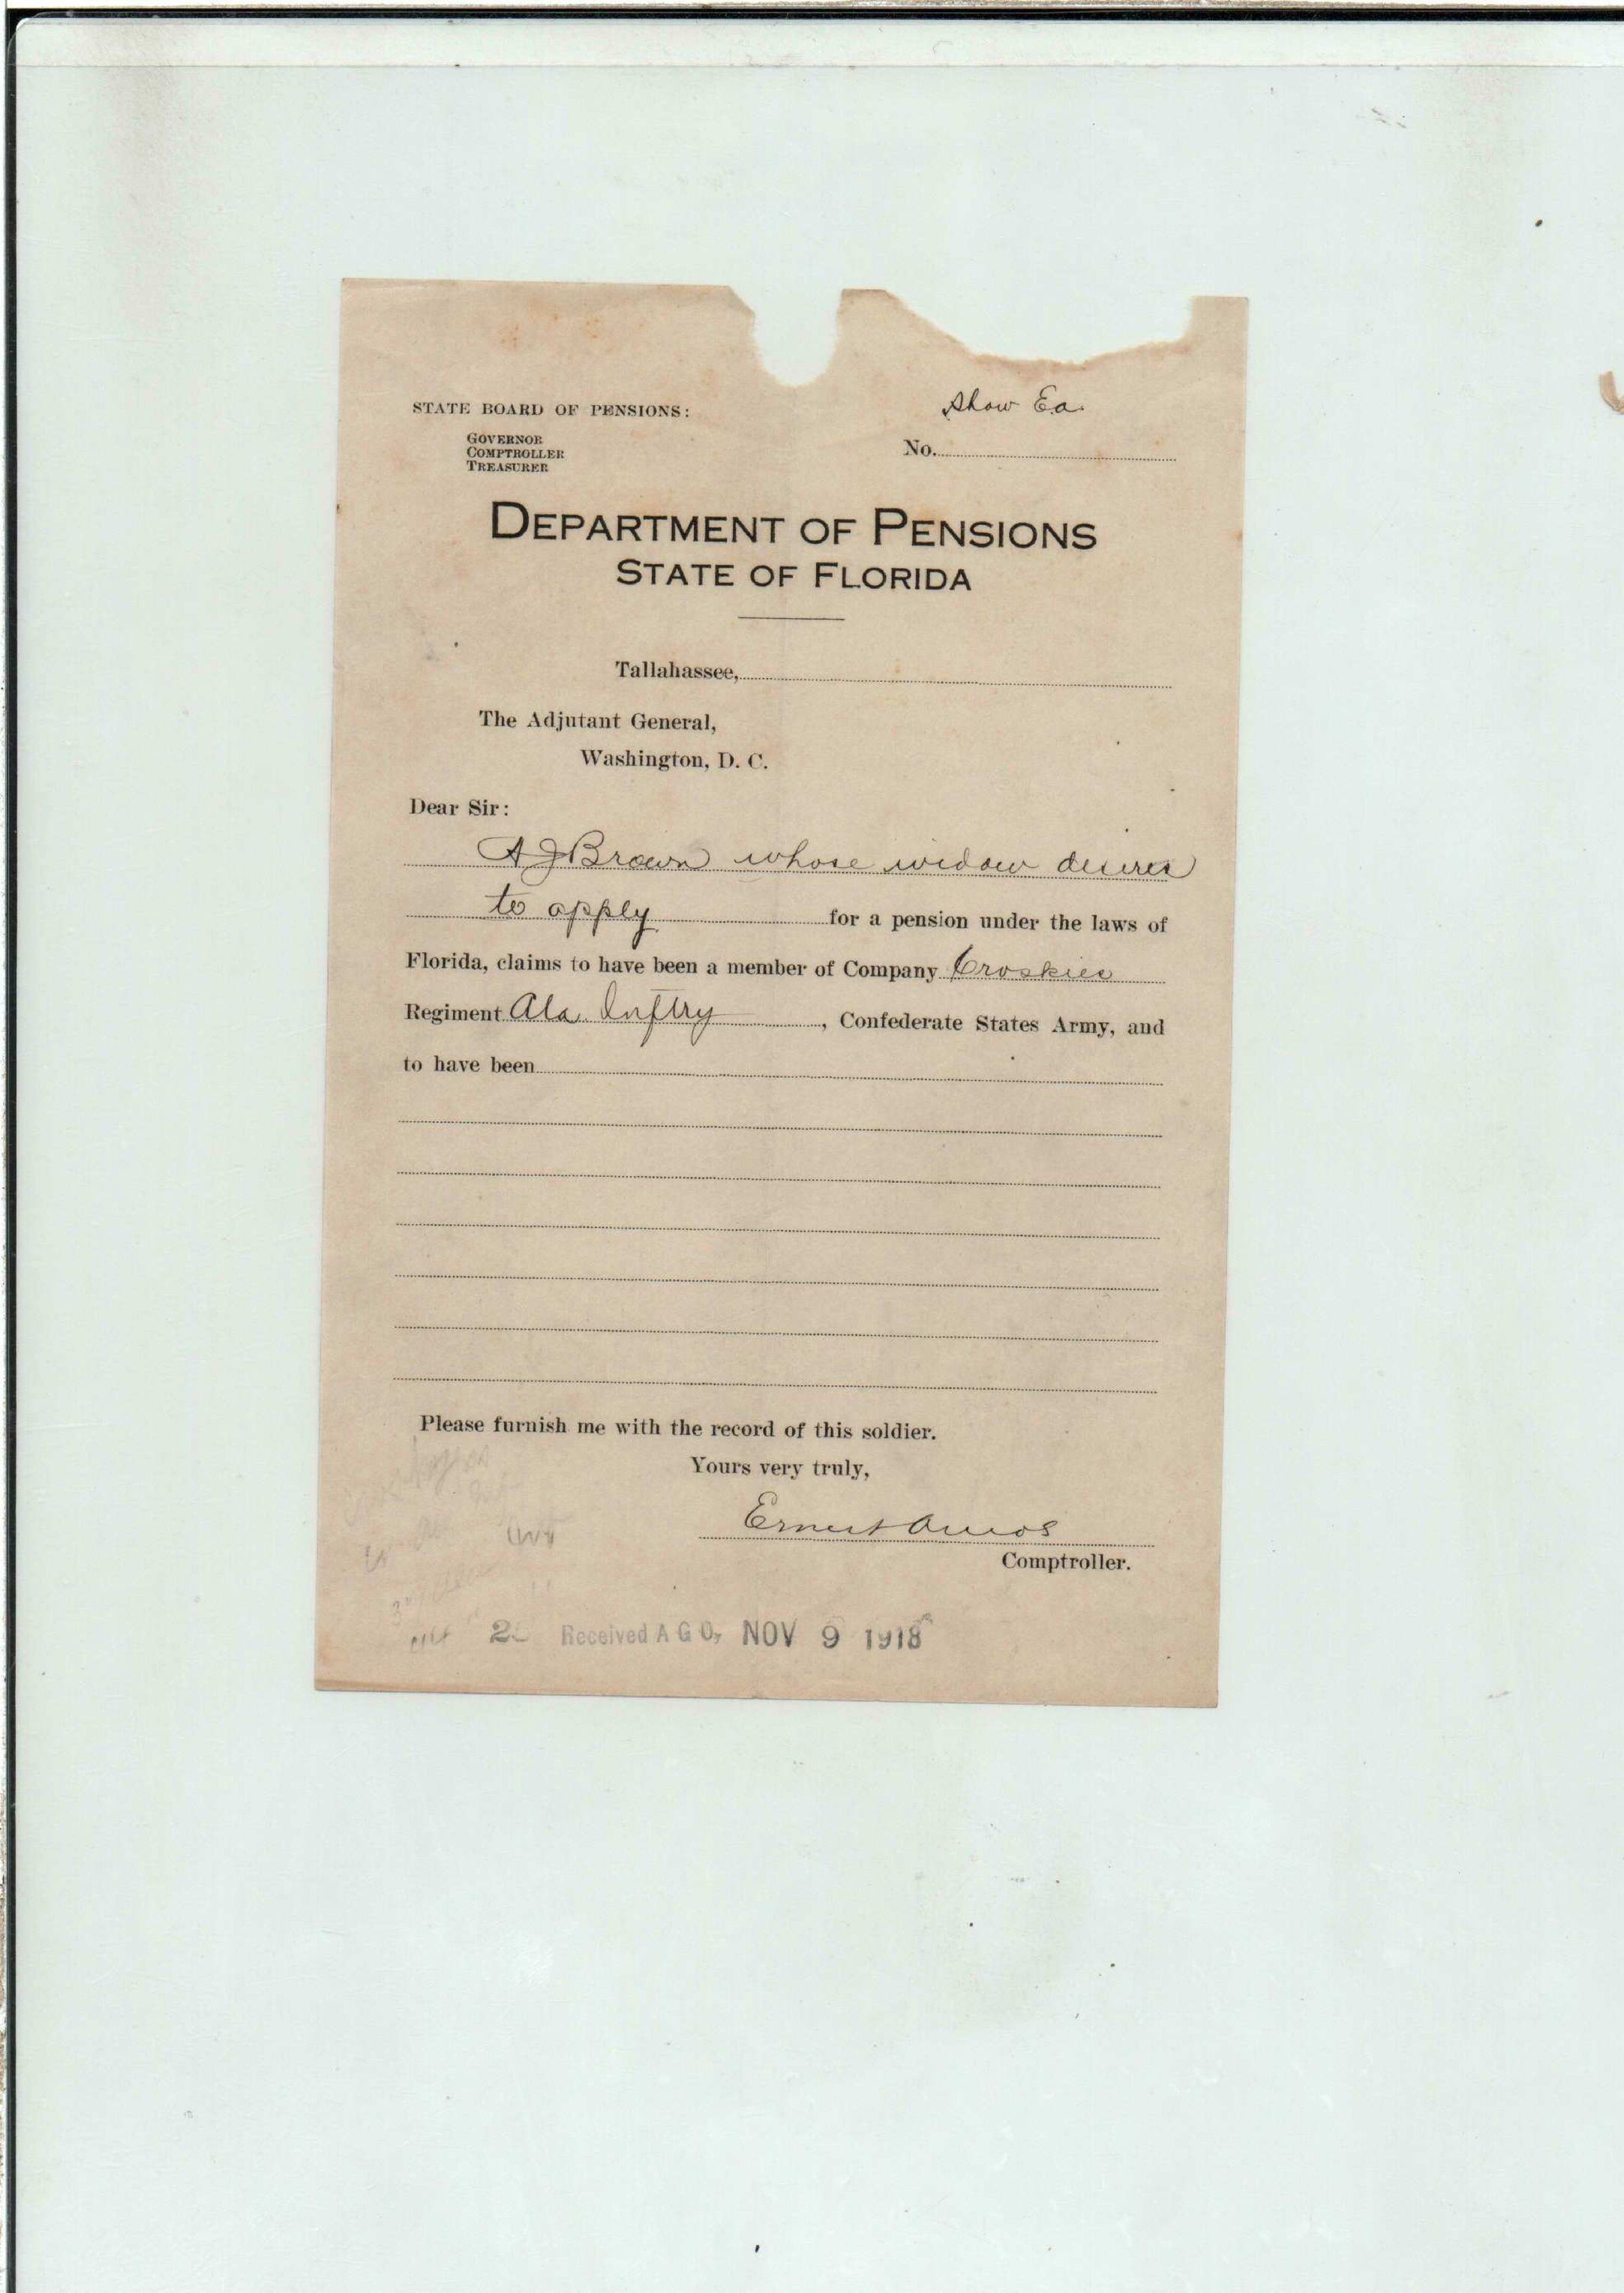 STATE BOARD OF PENSIONS:
GOVERNOR
COMPTROLLER
TREASURER
Show Ea.
No.
DEPARTMENT OF PENSIONS
STATE OF FLORIDA
Tallahassee,
The Adjutant General,
Washington, D. C.
Dear Sir:
A J Brown whose widow desires
to apply for a pension under the laws of
Florida, claims to have been a member of Company Croskies
Regiment Ala Inftry, Confederate States Army, and
to have been
Please furnish me with the record of this soldier.
Yours very truly,
Ernest Amos
Comptroller.
Received A G O, NOV 9 1918